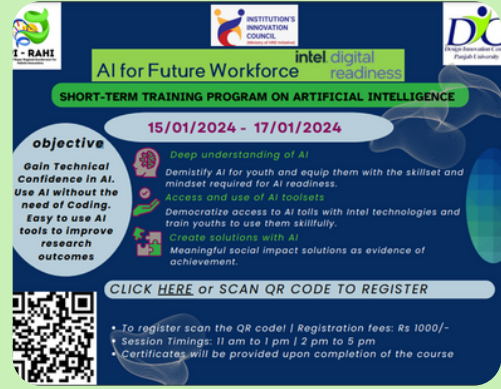 I - RAHI
INSTITUTION'S
INNOVATION
COUNCIL
(Ministry of HRD Initiative)
DIC
Design Innovation Cen
Panjab University
AI for Future Workforce
intel digital
readiness
SHORT-TERM TRAINING PROGRAM ON ARTIFICIAL INTELLIGENCE
15/01/2024 - 17/01/2024
objective
Gain Technical
Confidence in AI.
Use AI without the
need of Coding.
Easy to use AI
tools to improve
research
outcomes
Deep understanding of AI
Demistify AI for youth and equip them with the skillset and
mindset required for AI readiness.
Access and use of AI toolsets
Democratize access to AI tolls with Intel technologies and
train youths to use them skillfully.
Create solutions with AI
Meaningful social impact solutions as evidence of
achievement.
CLICK HERE or SCAN QR CODE TO REGISTER
• To register scan the QR code! | Registration fees: Rs 1000/-
• Session Timings: 11 am to 1 pm | 2 pm to 5 pm
• Certificates will be provided upon completion of the course